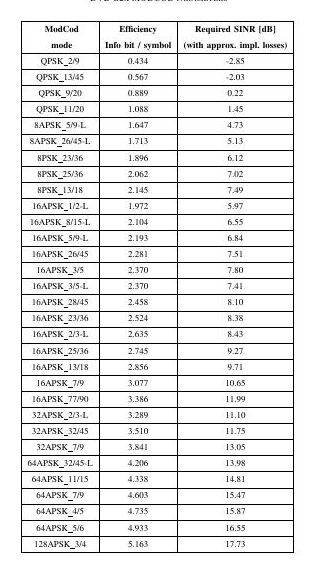 ModCod Efficiency Required SINR [dB]
mode Info bit / symbol (with approx. impl. losses)
QPSK_2/9 0.434 -2.85
QPSK_13/45 0.567 -2.03
QPSK_9/20 0.889 0.22
QPSK_11/20 1.088 1.45
8APSK_5/9-L 1.647 4.73
8APSK_26/45-L 1.713 5.13
8PSK_23/36 1.896 6.12
8PSK_25/36 2.062 7.02
8PSK_13/18 2.145 7.49
16APSK_1/2-L 1.972 5.97
16APSK_8/15-L 2.104 6.55
16APSK_5/9-L 2.193 6.84
16APSK_26/45 2.281 7.51
16APSK_3/5 2.370 7.80
16APSK_3/5-L 2.370 7.41
16APSK_28/45 2.458 8.10
16APSK_23/36 2.524 8.38
16APSK_2/3-L 2.635 8.43
16APSK_25/36 2.745 9.27
16APSK_13/18 2.856 9.71
16APSK_7/9 3.077 10.65
16APSK_77/90 3.386 11.99
32APSK_2/3-L 3.289 11.10
32APSK_32/45 3.510 11.75
32APSK_7/9 3.841 13.05
64APSK_32/45-L 4.206 13.98
64APSK_11/15 4.338 14.81
64APSK_7/9 4.603 15.47
64APSK_4/5 4.735 15.87
64APSK_5/6 4.933 16.55
128APSK_3/4 5.163 17.73